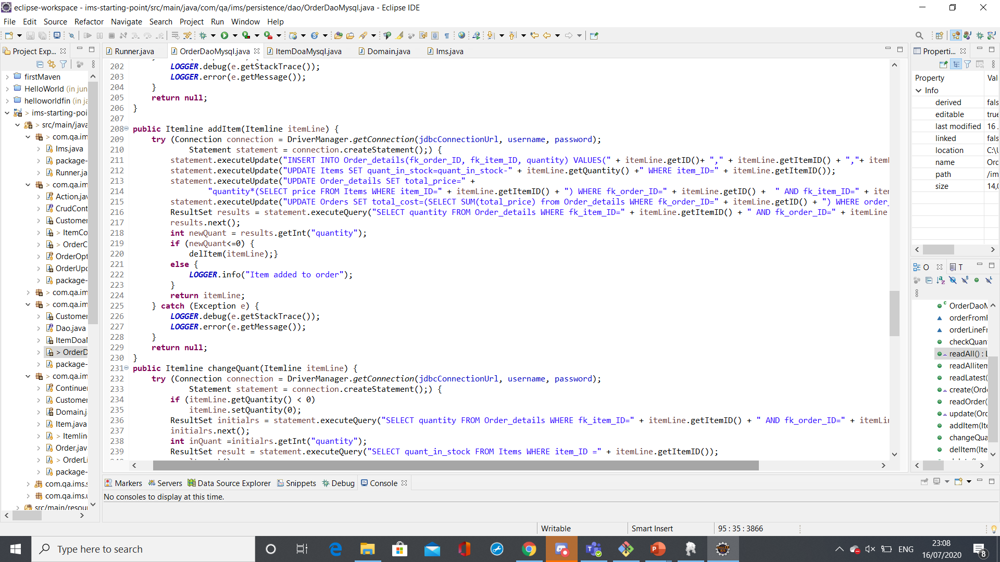 eclipse-workspace - ims-starting-point/src/main/java/com/qa/ims/persistence/dao/OrderDaoMysql.java - Eclipse IDE
File Edit Source Refactor Navigate Search Project Run Window Help
Project Exp...
Runner.java OrderDaoMysql.java ItemDoaMysql.java Domain.java Ims.java
firstMaven
HelloWorld (in jun
helloworldfin (in ja
> ims-starting-poi
> src/main/java
> com.qa.im
Ims.java
package-
Runner.ja
> com.qa.im
Action.jav
CrudCont
Customer
> ItemCo
> OrderC
OrderOpt
OrderUpd
package-
> com.qa.im
> com.qa.im
Customer
Dao.java
ItemDoaM
> OrderD
package-
> com.qa.im
Continuer
Customer
Domain.j
Item.java
> Itemlin
Order.jav
> OrderLi
package-
com.qa.ims.s
com.qa.ims.u
src/main/resou
202 LOGGER.debug(e.getStackTrace());
203 LOGGER.error(e.getMessage());
204 }
205 return null;
206 }
207
208 public Itemline addItem(Itemline itemLine) {
209 try (Connection connection = DriverManager.getConnection(jdbcConnectionUrl, username, password);
210 Statement statement = connection.createStatement();) {
211 statement.executeUpdate("INSERT INTO Order_details(fk_order_ID, fk_item_ID, quantity) VALUES(" + itemLine.getID()+ "," + itemLine.getItemID() + ","+ item
212 statement.executeUpdate("UPDATE Items SET quant_in_stock=quant_in_stock-" + itemLine.getQuantity() +" WHERE item_ID=" + itemLine.getItemID());
213 statement.executeUpdate("UPDATE Order_details SET total_price=" +
214 "quantity*(SELECT price FROM Items WHERE item_ID=" + itemLine.getItemID() + ") WHERE fk_order_ID=" + itemLine.getID() + " AND fk_item_ID=" + item
215 statement.executeUpdate("UPDATE Orders SET total_cost=(SELECT SUM(total_price) from Order_details WHERE fk_order_ID=" + itemLine.getID() + ") WHERE order_
216 ResultSet results = statement.executeQuery("SELECT quantity FROM Order_details WHERE fk_item_ID=" + itemLine.getItemID() + " AND fk_order_ID=" + itemLine
217 results.next();
218 int newQuant = results.getInt("quantity");
219 if (newQuant<=0) {
220 delItem(itemLine);}
221 else {
222 LOGGER.info("Item added to order");
223 }
224 return itemLine;
225 } catch (Exception e) {
226 LOGGER.debug(e.getStackTrace());
227 LOGGER.error(e.getMessage());
228 }
229 return null;
230 }
231 public Itemline changeQuant(Itemline itemLine) {
232 try (Connection connection = DriverManager.getConnection(jdbcConnectionUrl, username, password);
233 Statement statement = connection.createStatement();) {
234 if (itemLine.getQuantity() < 0)
235 itemLine.setQuantity(0);
236 ResultSet initialrs = statement.executeQuery("SELECT quantity FROM Order_details WHERE fk_item_ID=" + itemLine.getItemID() + " AND fk_order_ID=" + itemLi
237 initialrs.next();
238 int inQuant =initialrs.getInt("quantity");
239 ResultSet result = statement.executeQuery("SELECT quant_in_stock FROM Items WHERE item_ID =" + itemLine.getItemID());
Properti...
Property Val
Info
derived fals
editable true
last modified 16
linked fals
location C:\U
name Ord
path /im
size 14,0
O T
OrderDaoM
orderFromR
orderLineFr
checkQuan
readAll() : L
readAllitem
readLatest(
create(Orde
readOrder(
update(Ord
addItem(Ite
changeQua
delItem(Ite
Markers Servers Data Source Explorer Snippets Debug Console
No consoles to display at this time.
Writable Smart Insert 95 : 35 : 3866
Type here to search
ENG
23:08
16/07/2020
8